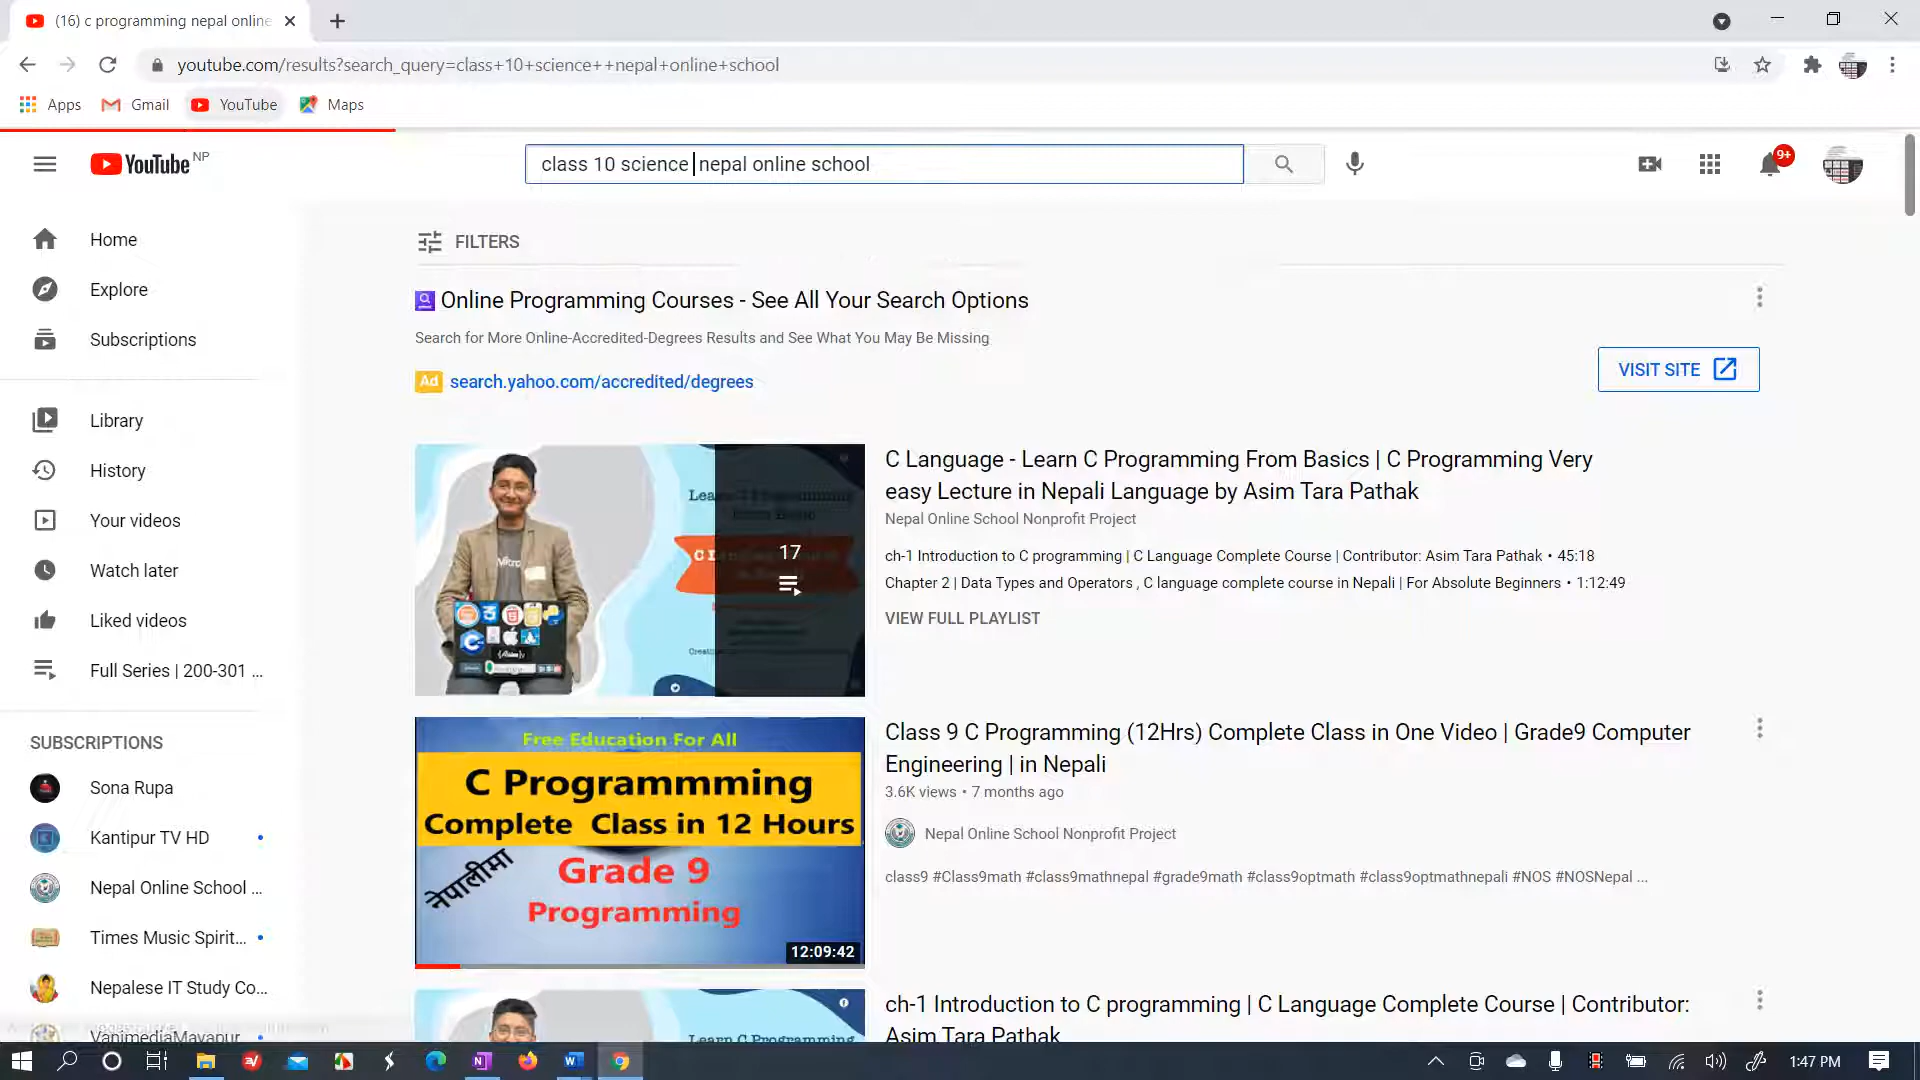 (16) c programming nepal online
youtube.com/results?search_query=class+10+science++nepal+online+school
Apps
Gmail
YouTube
Maps
YouTube NP
class 10 science nepal online school
9+
Home
Explore
Subscriptions
Library
History
Your videos
Watch later
Liked videos
Full Series | 200-301 ...
SUBSCRIPTIONS
Sona Rupa
Kantipur TV HD
Nepal Online School ...
Times Music Spirit...
Nepalese IT Study Co...
VanimediaMayapur
FILTERS
Online Programming Courses - See All Your Search Options
Search for More Online-Accredited-Degrees Results and See What You May Be Missing
Ad search.yahoo.com/accredited/degrees
VISIT SITE
17
C Language - Learn C Programming From Basics | C Programming Very
easy Lecture in Nepali Language by Asim Tara Pathak
Nepal Online School Nonprofit Project
ch-1 Introduction to C programming | C Language Complete Course | Contributor: Asim Tara Pathak • 45:18
Chapter 2 | Data Types and Operators , C language complete course in Nepali | For Absolute Beginners • 1:12:49
VIEW FULL PLAYLIST
Free Education For All
C Programmming
Complete Class in 12 Hours
नेपालीमा
Grade 9
Programming
12:09:42
Class 9 C Programming (12Hrs) Complete Class in One Video | Grade9 Computer
Engineering | in Nepali
3.6K views • 7 months ago
Nepal Online School Nonprofit Project
class9 #Class9math #class9mathnepal #grade9math #class9optmath #class9optmathnepali #NOS #NOSNepal ...
Learn C Programming
ch-1 Introduction to C programming | C Language Complete Course | Contributor:
Asim Tara Pathak
1:47 PM